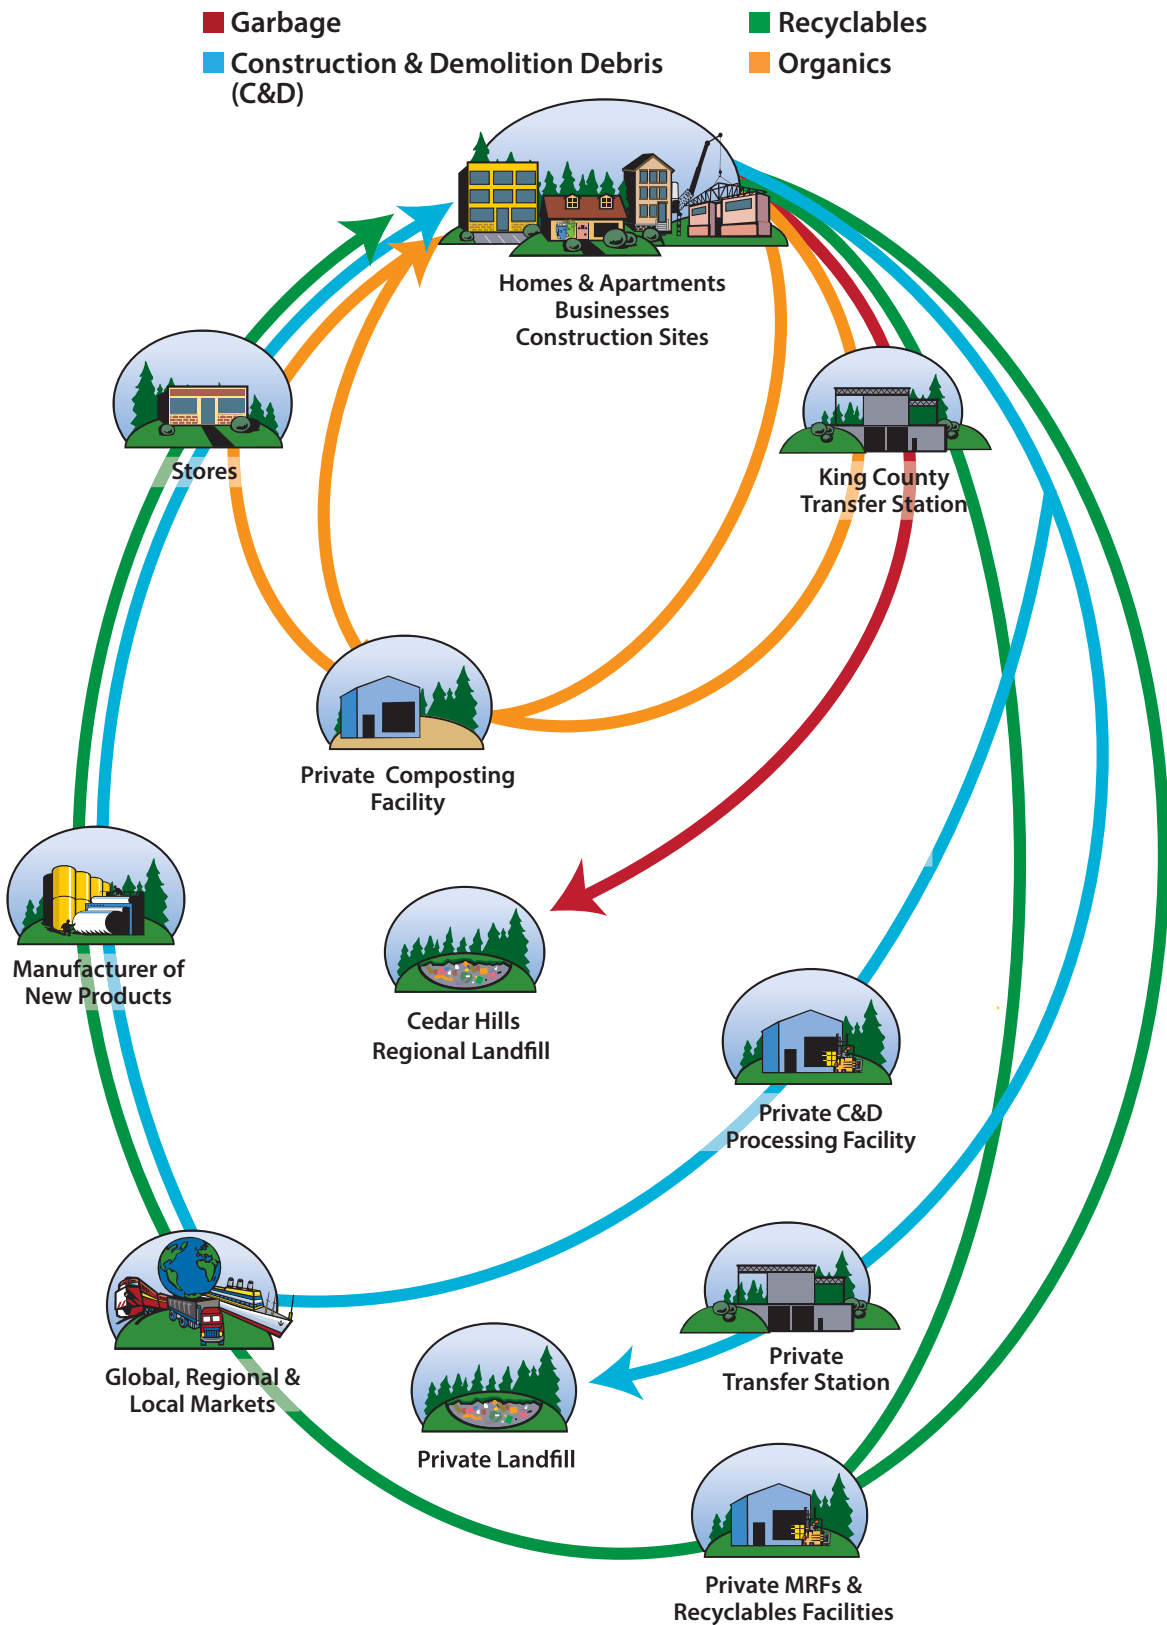 Garbage
Recyclables
Construction & Demolition Debris
(C&D)
Organics
Homes & Apartments
Businesses
Construction Sites
Stores
King County
Transfer Station
Private Composting
Facility
Manufacturer of
New Products
Cedar Hills
Regional Landfill
Private C&D
Processing Facility
Global, Regional &
Local Markets
Private
Transfer Station
Private Landfill
Private MRFs &
Recyclables Facilities